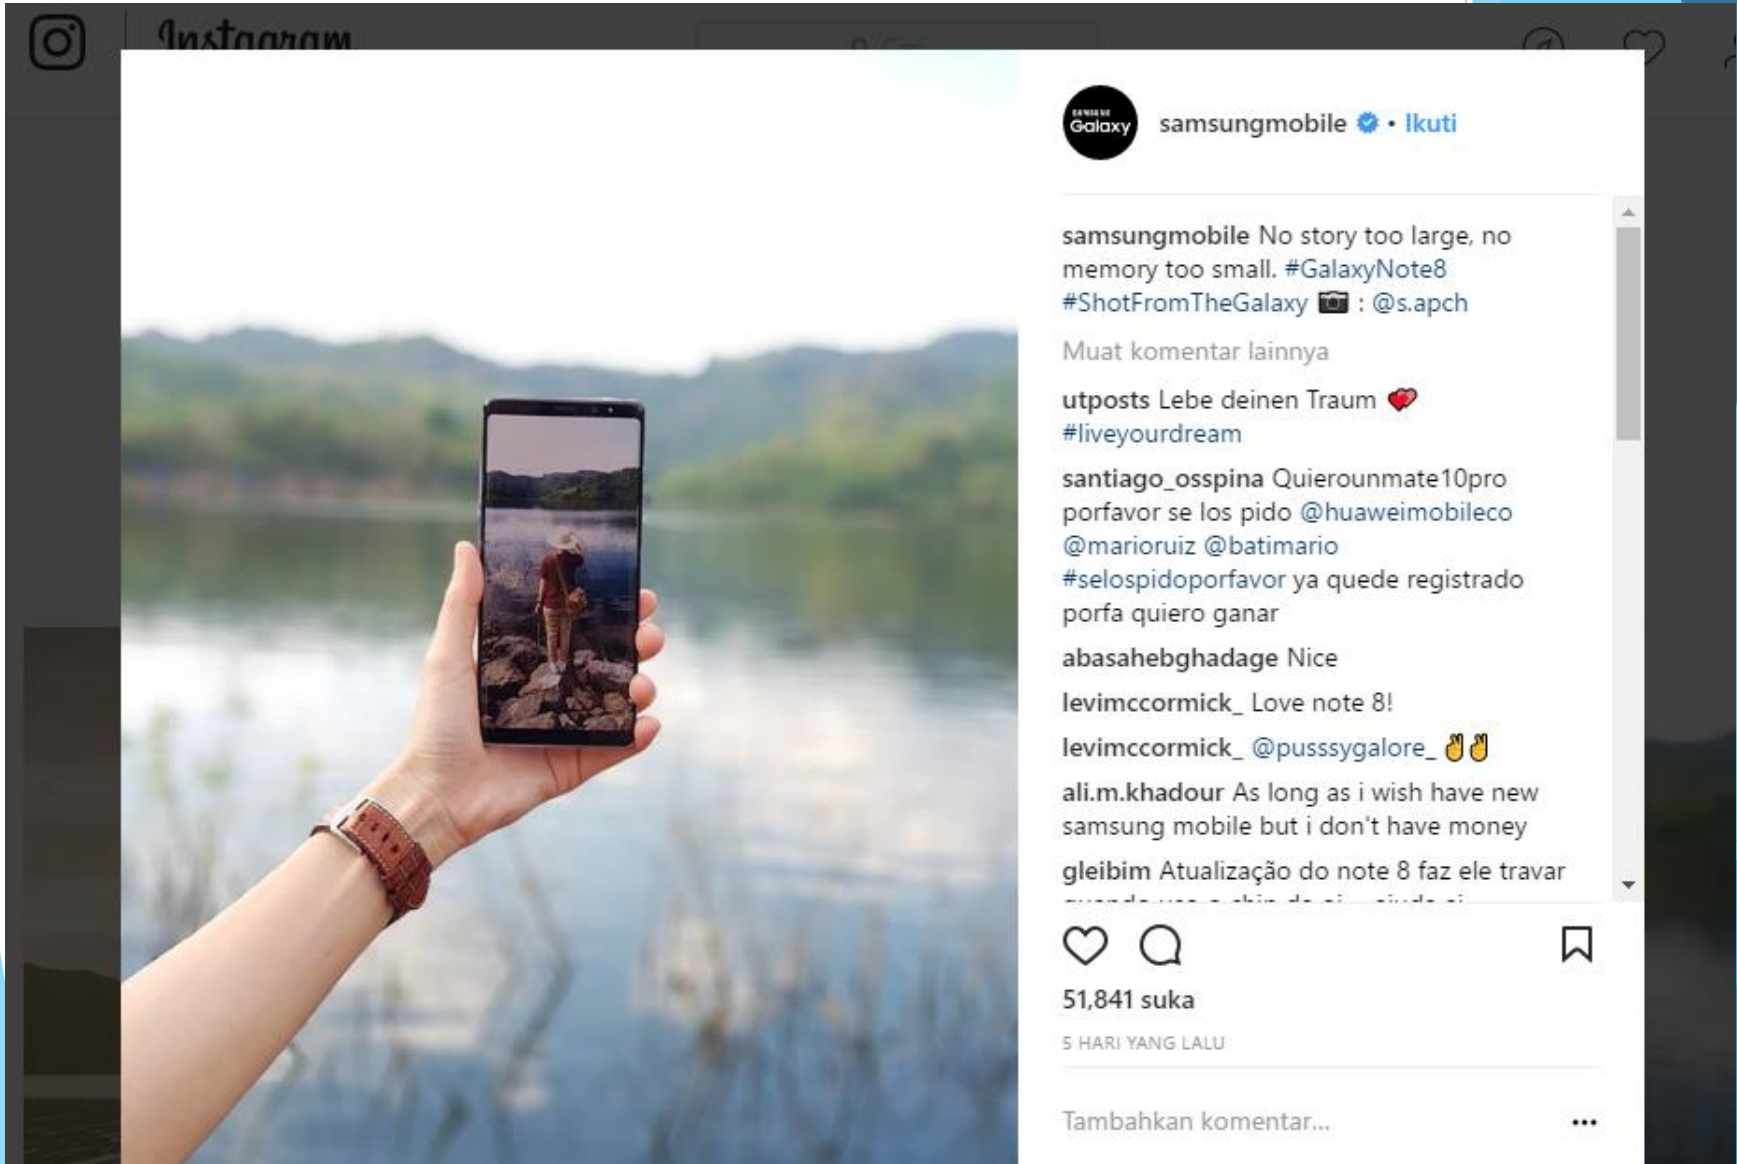 Instagram
SAMSUNG
Galaxy
samsungmobile • Ikuti
samsungmobile No story too large, no
memory too small. #GalaxyNote8
#ShotFromTheGalaxy 📷 : @s.apch
Muat komentar lainnya
utposts Lebe deinen Traum 💕
#liveyourdream
santiago_osspina Quierounmate10pro
porfavor se los pido @huaweimobileco
@marioruiz @batimario
#selospidoporfavor ya quede registrado
porfa quiero ganar
abasahebghadage Nice
levimccormick_ Love note 8!
levimccormick_ @pusssygalore_ ✌✌
ali.m.khadour As long as i wish have new
samsung mobile but i don't have money
gleibim Atualização do note 8 faz ele travar
51,841 suka
5 HARI YANG LALU
Tambahkan komentar...